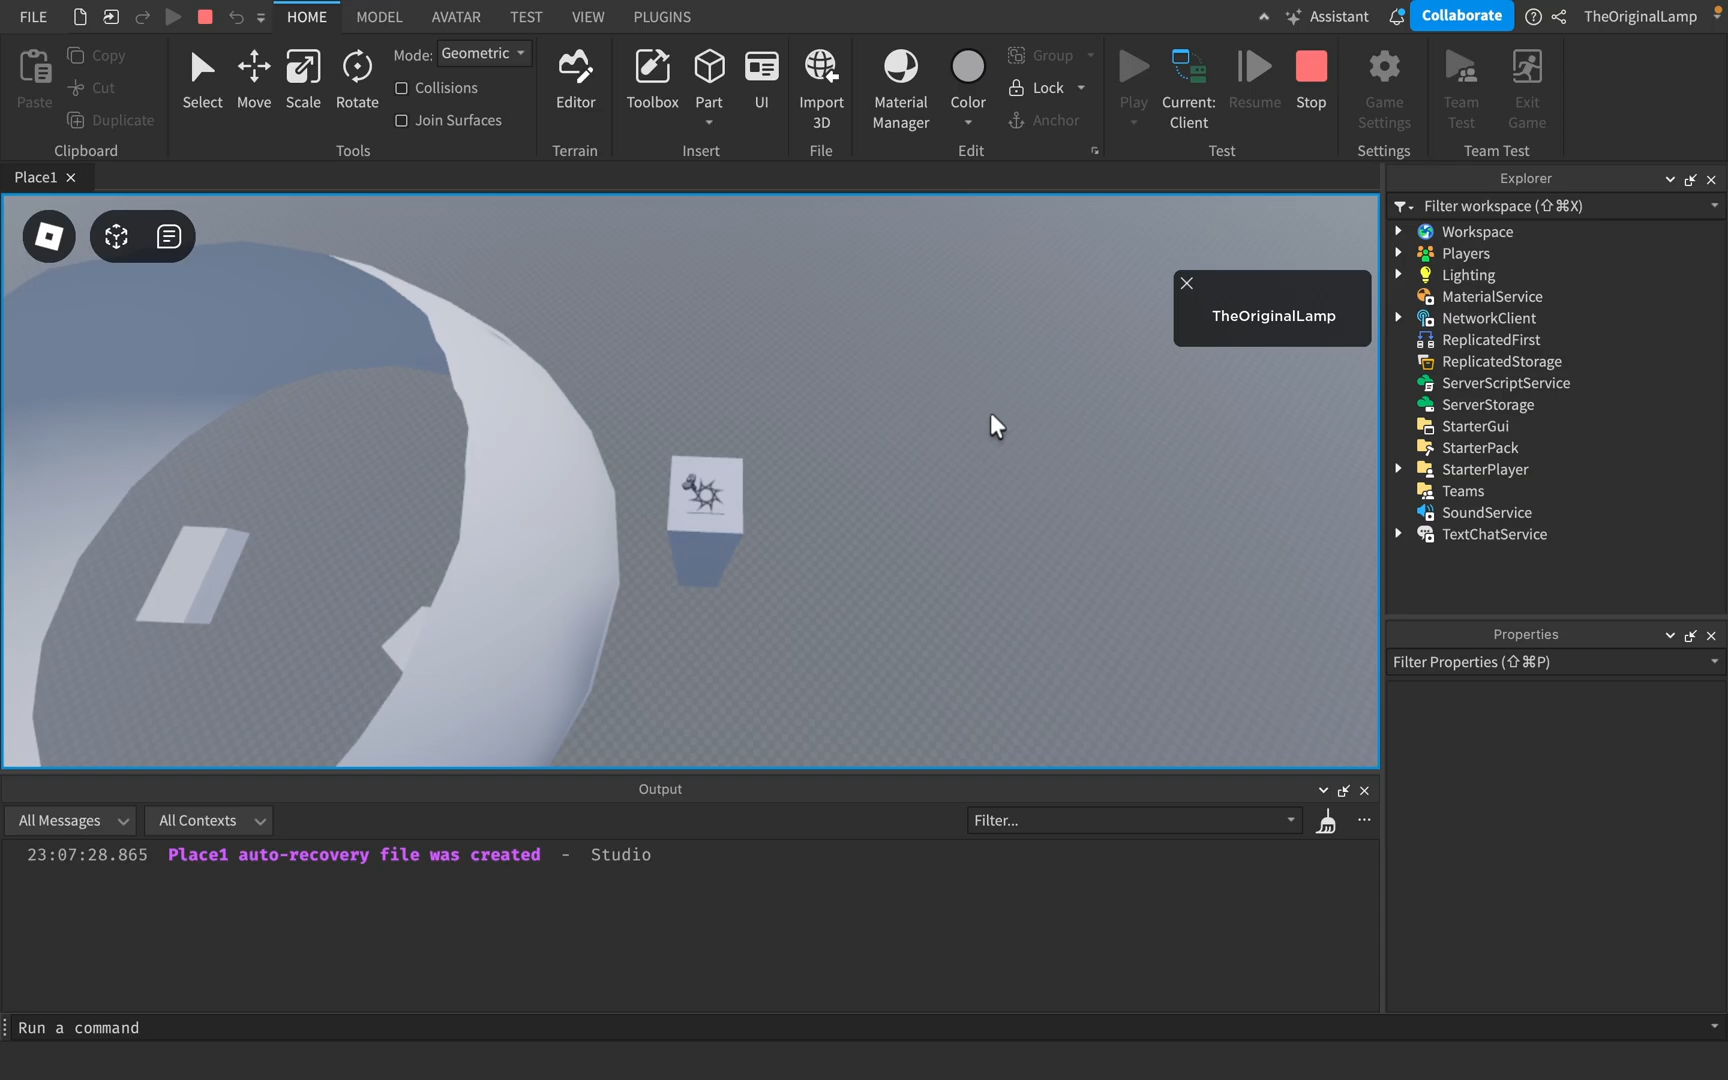 FILE HOME MODEL AVATAR TEST VIEW PLUGINS Assistant Collaborate TheOriginalLamp
Paste Copy Cut Duplicate
Clipboard
Select Move Scale Rotate
Mode: Geometric
Collisions
Join Surfaces
Tools
Editor
Terrain
Toolbox Part UI
Insert
Import 3D
File
Material Manager Color
Group
Lock
Anchor
Edit
Play Current: Client Resume Stop
Test
Game Settings
Settings
Team Test Exit Game
Team Test
Place1
TheOriginalLamp
Explorer
Filter workspace (⇧⌘X)
Workspace
Players
Lighting
MaterialService
NetworkClient
ReplicatedFirst
ReplicatedStorage
ServerScriptService
ServerStorage
StarterGui
StarterPack
StarterPlayer
Teams
SoundService
TextChatService
Properties
Filter Properties (⇧⌘P)
Output
All Messages All Contexts Filter...
23:07:28.865 Place1 auto-recovery file was created - Studio
Run a command